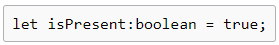 let isPresent:boolean = true;